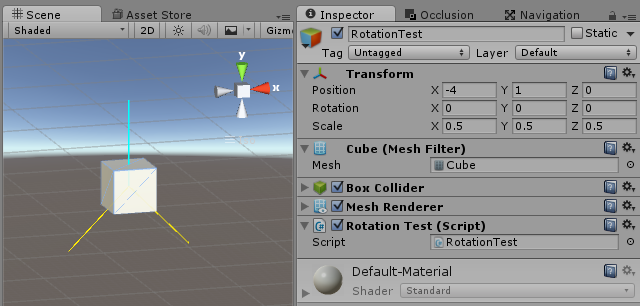 Scene Asset Store
Shaded 2D Gizmo
y
x
Inspector Occlusion Navigation
RotationTest Static
Tag Untagged Layer Default
Transform
Position X -4 Y 1 Z 0
Rotation X 0 Y 0 Z 0
Scale X 0.5 Y 0.5 Z 0.5
Cube (Mesh Filter)
Mesh Cube
Box Collider
Mesh Renderer
Rotation Test (Script)
Script RotationTest
Default-Material
Shader Standard